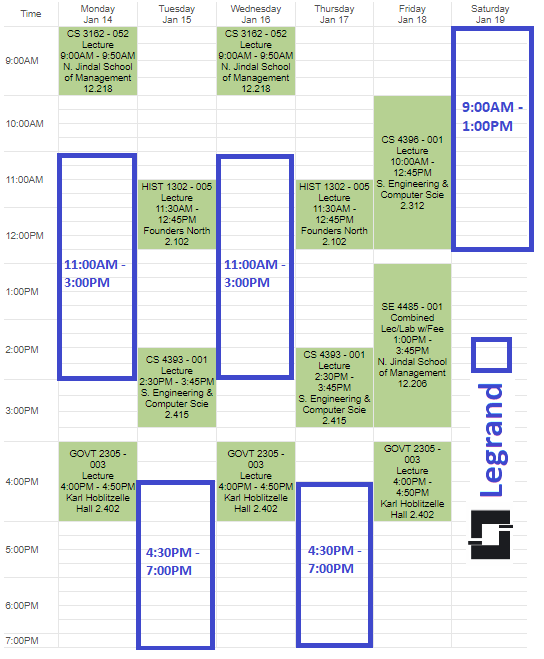 Time
Monday
Jan 14
Tuesday
Jan 15
Wednesday
Jan 16
Thursday
Jan 17
Friday
Jan 18
Saturday
Jan 19
9:00AM
10:00AM
11:00AM
12:00PM
1:00PM
2:00PM
3:00PM
4:00PM
5:00PM
6:00PM
7:00PM
CS 3162 - 052
Lecture
9:00AM - 9:50AM
N. Jindal School
of Management
12.218
11:00AM -
3:00PM
GOVT 2305 -
003
Lecture
4:00PM - 4:50PM
Karl Hoblitzelle
Hall 2.402
HIST 1302 - 005
Lecture
11:30AM -
12:45PM
Founders North
2.102
CS 4393 - 001
Lecture
2:30PM - 3:45PM
S. Engineering &
Computer Scie
2.415
4:30PM -
7:00PM
CS 3162 - 052
Lecture
9:00AM - 9:50AM
N. Jindal School
of Management
12.218
11:00AM -
3:00PM
GOVT 2305 -
003
Lecture
4:00PM - 4:50PM
Karl Hoblitzelle
Hall 2.402
HIST 1302 - 005
Lecture
11:30AM -
12:45PM
Founders North
2.102
CS 4393 - 001
Lecture
2:30PM -
3:45PM
S. Engineering &
Computer Scie
2.415
4:30PM -
7:00PM
CS 4396 - 001
Lecture
10:00AM -
12:45PM
S. Engineering &
Computer Scie
2.312
SE 4485 - 001
Combined
Lec/Lab w/Fee
1:00PM -
3:45PM
N. Jindal School
of Management
12.206
GOVT 2305 -
003
Lecture
4:00PM -
4:50PM
Karl Hoblitzelle
Hall 2.402
9:00AM -
1:00PM
Legrand